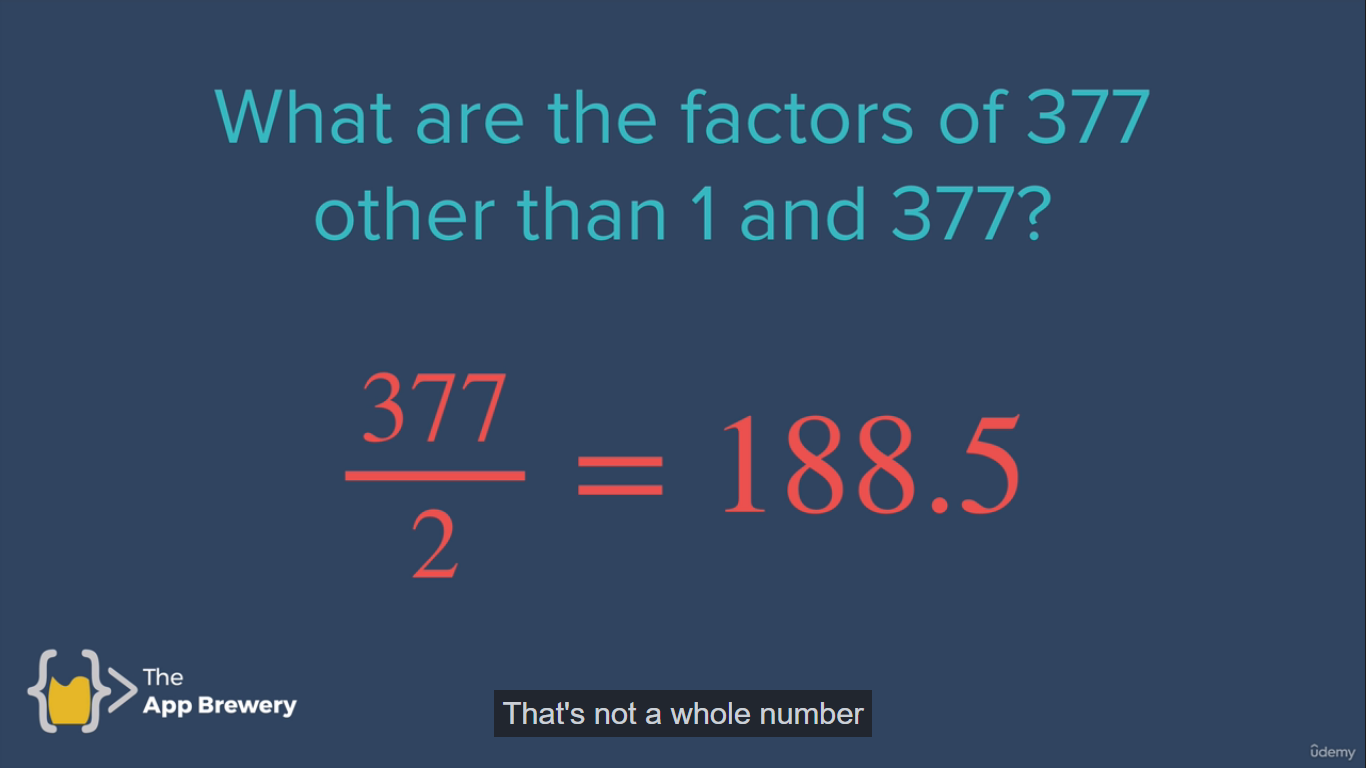 What are the factors of 377
other than 1 and 377?
377
2
= 188.5
The
App Brewery
That's not a whole number
ûdemy